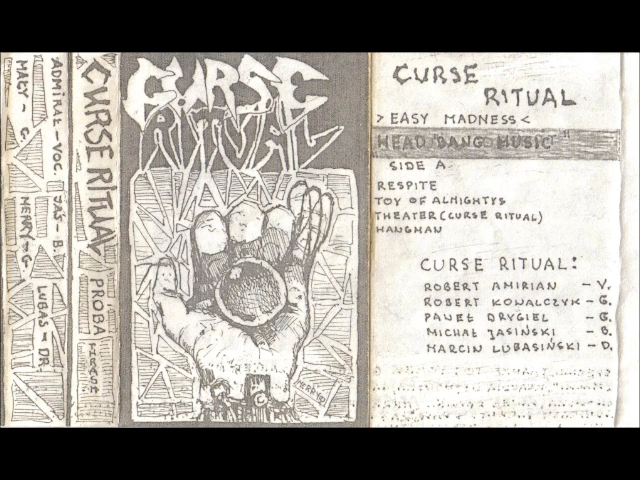 ADMIRAL - VOC. JAŚ - B. LUBAS - DR.
MAŁY - G. HENRY - G.
CURSE RITUAL PRÓBA THRASH
CURSE
RITUAL
CURSE
RITUAL
> EASY MADNESS <
HEAD BANG MUSIC"
SIDE A
RESPITE
TOY OF ALMIGHTYS
THEATER (CURSE RITUAL)
HANGMAN
CURSE RITUAL:
ROBERT AMIRIAN - V.
ROBERT KOWALCZYK - G.
PAWEŁ DRYGIEL - G.
MICHAŁ JASIŃSKI - B.
MARCIN LUBASIŃSKI - D.